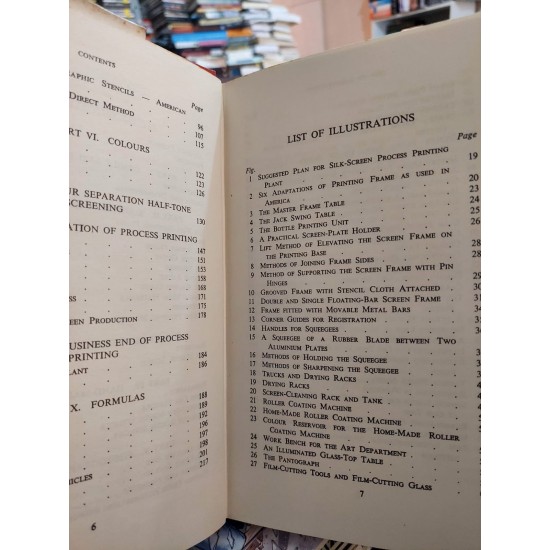 CONTENTS
APHIC STENCILS — AMERICAN
Page
96
DIRECT METHOD
107
115
RT VI. COLOURS
122
123
126
UR SEPARATION HALF-TONE
SCREENING
130
ATION OF PROCESS PRINTING
147
151
153
158
ESS
171
175
EEN PRODUCTION
178
BUSINESS END OF PROCESS
PRINTING
184
LANT
186
X. FORMULAS
188
189
192
196
198
201
HICLES
217
6
LIST OF ILLUSTRATIONS
Fig. Page
1 SUGGESTED PLAN FOR SILK-SCREEN PROCESS PRINTING
PLANT 19
2 SIX ADAPTATIONS OF PRINTING FRAME AS USED IN
AMERICA 20
3 THE MASTER FRAME TABLE 23
4 THE JACK SWING TABLE 24
5 THE BOTTLE PRINTING UNIT 25
6 A PRACTICAL SCREEN-PLATE HOLDER 26
7 LIFT METHOD OF ELEVATING THE SCREEN FRAME ON
THE PRINTING BASE 28
8 METHODS OF JOINING FRAME SIDES 28
9 METHOD OF SUPPORTING THE SCREEN FRAME WITH PIN
HINGES
10 GROOVED FRAME WITH STENCIL CLOTH ATTACHED
11 DOUBLE AND SINGLE FLOATING-BAR SCREEN FRAME
12 FRAME FITTED WITH MOVABLE METAL BARS
13 CORNER GUIDES FOR REGISTRATION
14 HANDLES FOR SQUEEGEES
15 A SQUEEGEE OF A RUBBER BLADE BETWEEN TWO
ALUMINIUM PLATES
16 METHODS OF HOLDING THE SQUEEGEE
17 METHODS OF SHARPENING THE SQUEEGEE
18 TRUCKS AND DRYING RACKS
19 DRYING RACKS
20 SCREEN-CLEANING RACK AND TANK
21 ROLLER COATING MACHINE
22 HOME-MADE ROLLER COATING MACHINE
23 COLOUR RESERVOIR FOR THE HOME-MADE ROLLER
COATING MACHINE
24 WORK BENCH FOR THE ART DEPARTMENT
25 AN ILLUMINATED GLASS-TOP TABLE
26 THE PANTOGRAPH
27 FILM-CUTTING TOOLS AND FILM-CUTTING GLASS
7